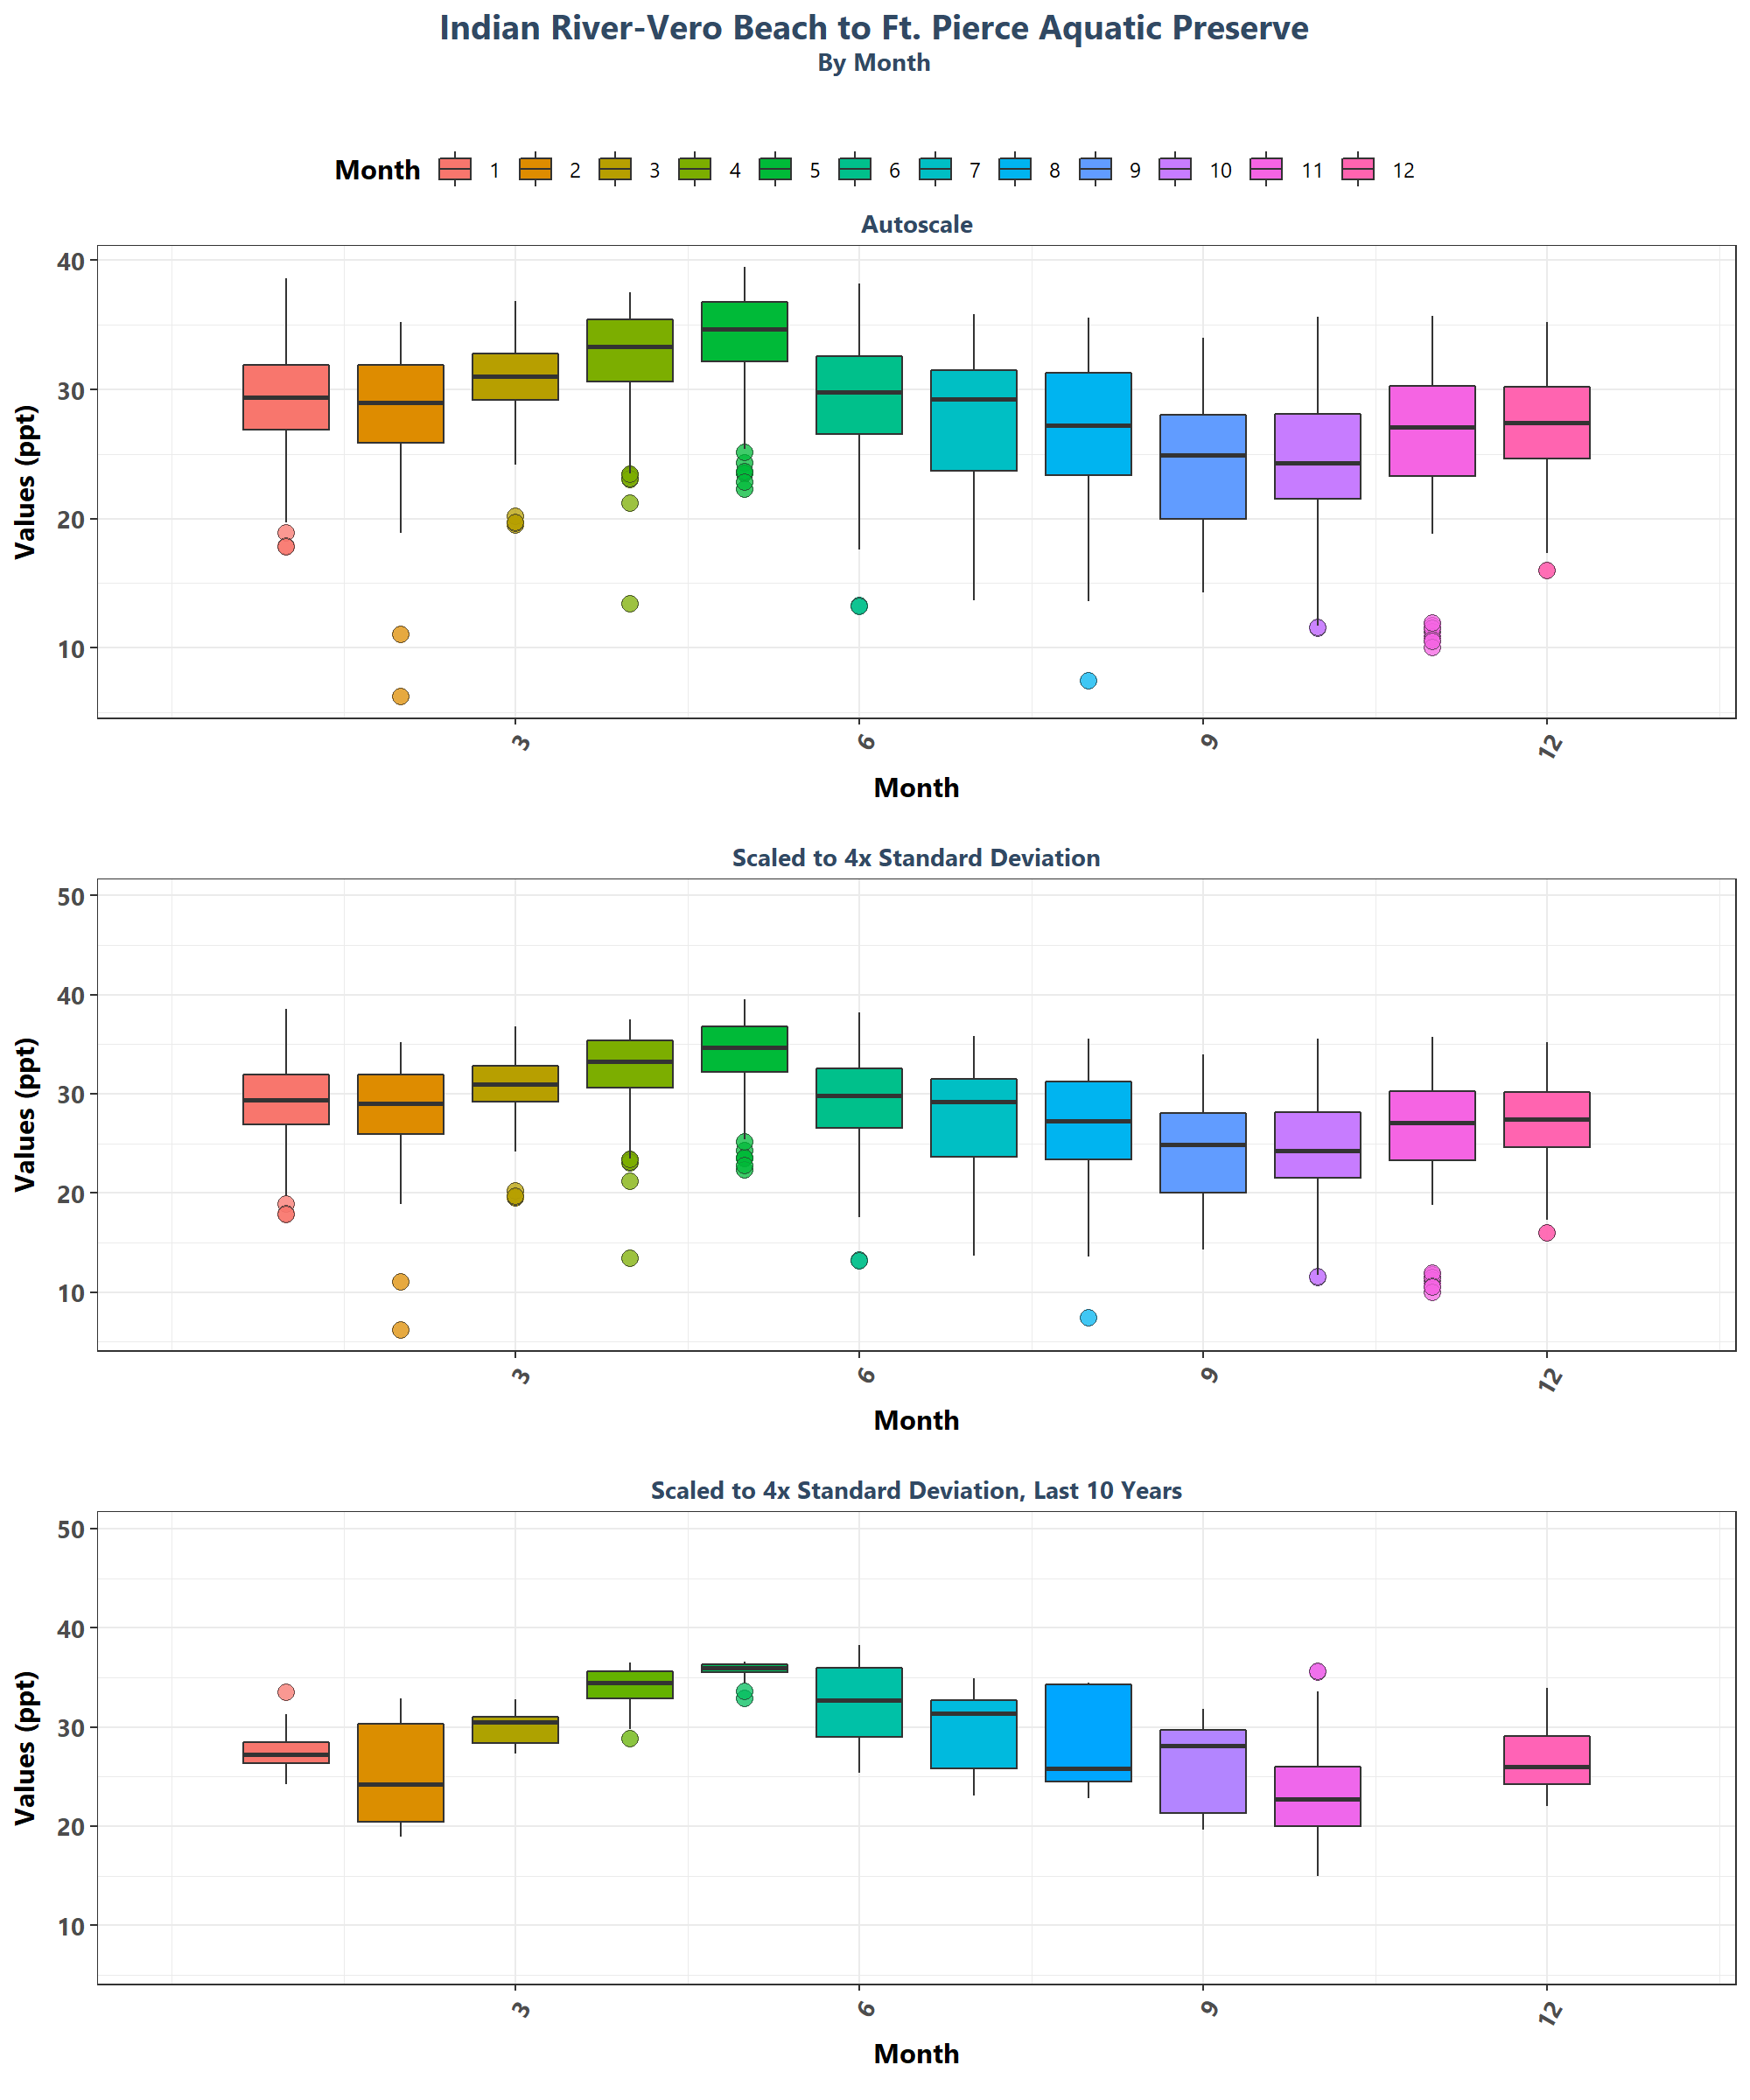 Indian River-Vero Beach to Ft. Pierce Aquatic Preserve
By Month
Month 1 2 3 4 5 6 7 8 9 10 11 12
Autoscale
Values (ppt)
40
30
20
10
3 6 9 12
Month
Scaled to 4x Standard Deviation
Values (ppt)
50
40
30
20
10
3 6 9 12
Month
Scaled to 4x Standard Deviation, Last 10 Years
Values (ppt)
50
40
30
20
10
3 6 9 12
Month